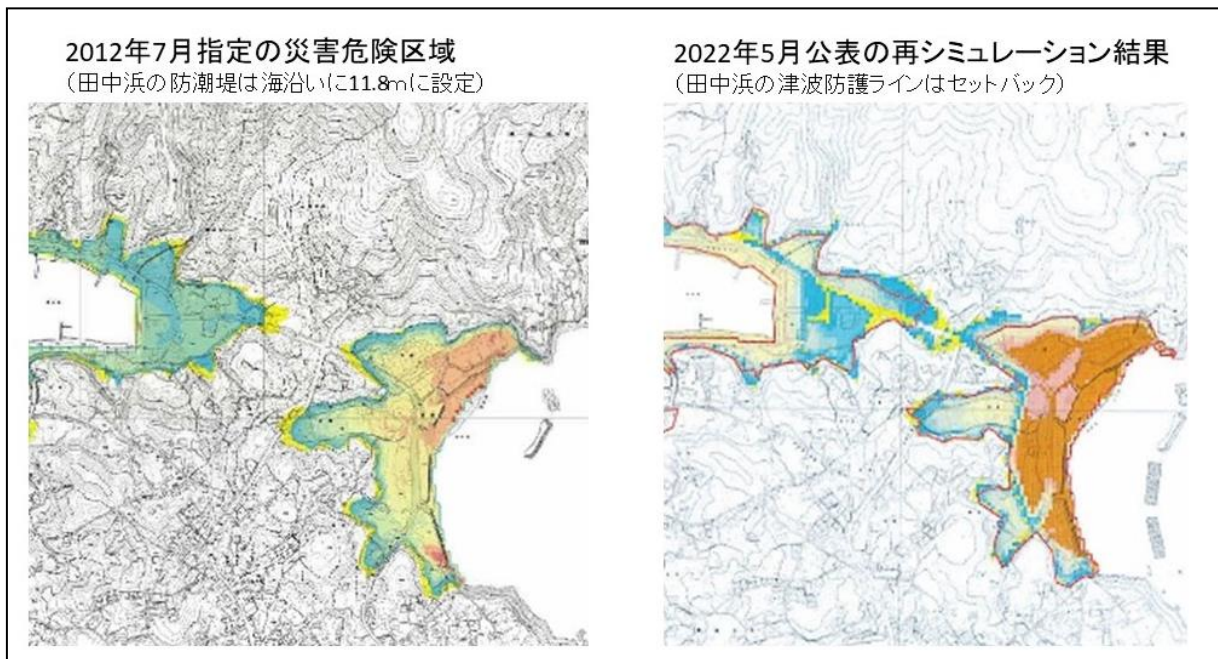 2012年7月指定の災害危険区域
（田中浜の防潮堤は海沿いに11.8mに設定）
2022年5月公表の再シミュレーション結果
（田中浜の津波防護ラインはセットバック）